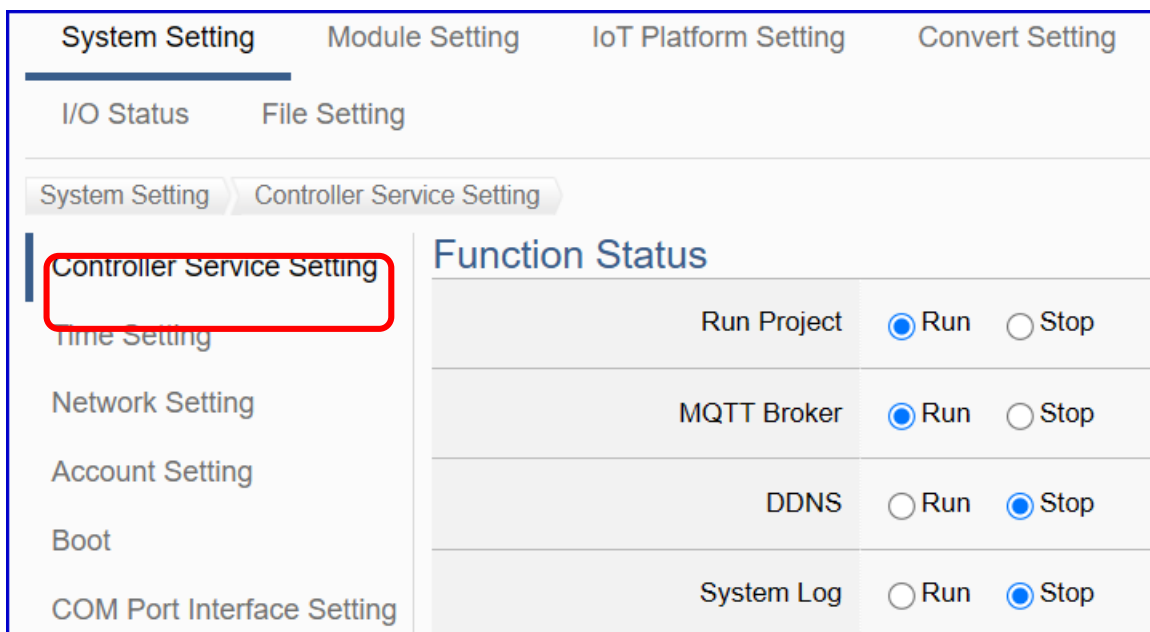 System Setting Module Setting IoT Platform Setting Convert Setting
I/O Status File Setting
System Setting Controller Service Setting
Controller Service Setting
Time Setting
Network Setting
Account Setting
Boot
COM Port Interface Setting
Function Status
Run Project Run Stop
MQTT Broker Run Stop
DDNS Run Stop
System Log Run Stop